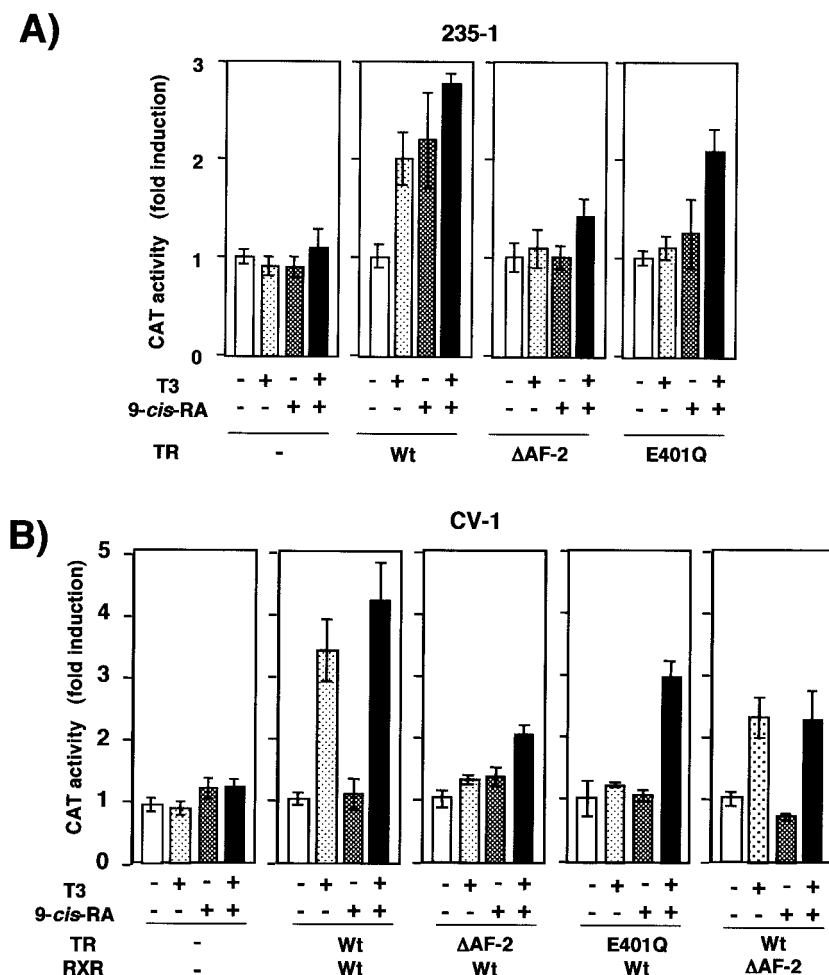 A)
235-1
CAT activity (fold induction)
3
2
1
0
T3 - + - + - + - + - + - + - + - +
9-cis-RA - - + + - - + + - - + + - - + +
TR - Wt ΔAF-2 E401Q
B)
CV-1
CAT activity (fold induction)
5
4
3
2
1
0
T3 - + - + - + - + - + - + - + - + - + - +
9-cis-RA - - + + - - + + - - + + - - + + - - + +
TR - Wt ΔAF-2 E401Q Wt
RXR - Wt Wt Wt ΔAF-2